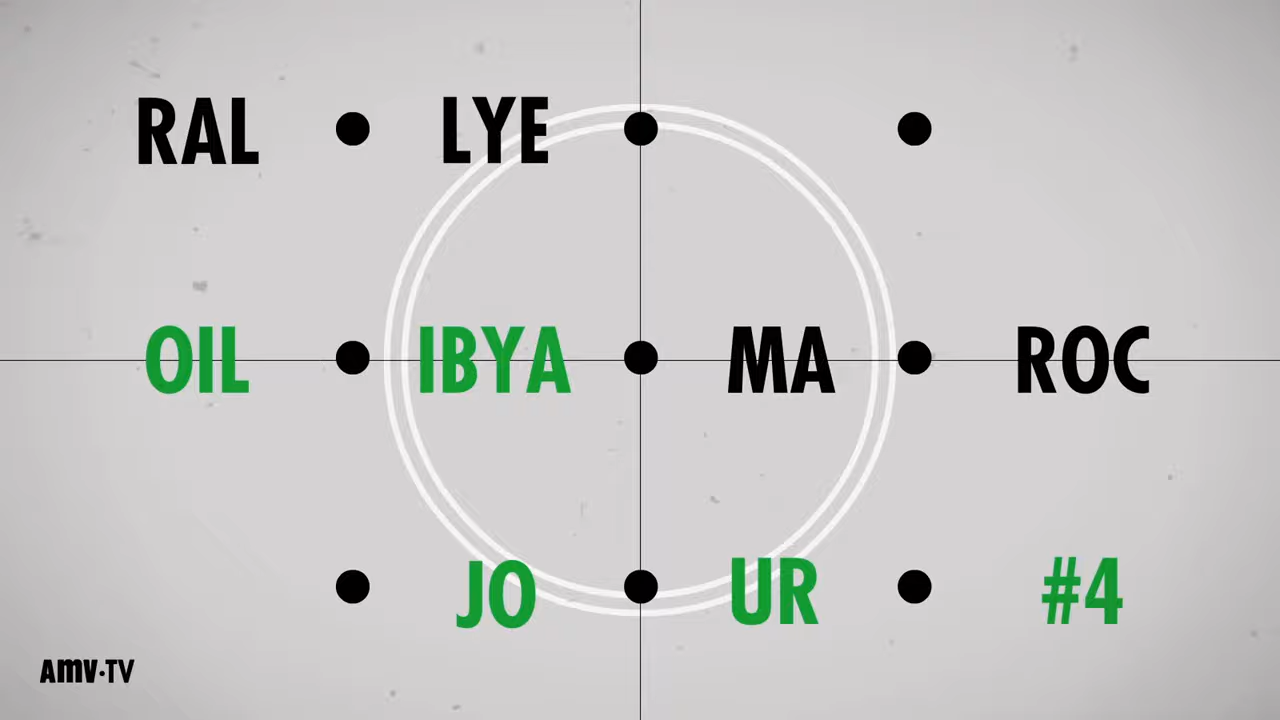 RAL • LYE • •
OIL • IBYA • MA • ROC
• JO • UR • #4
AMV•TV